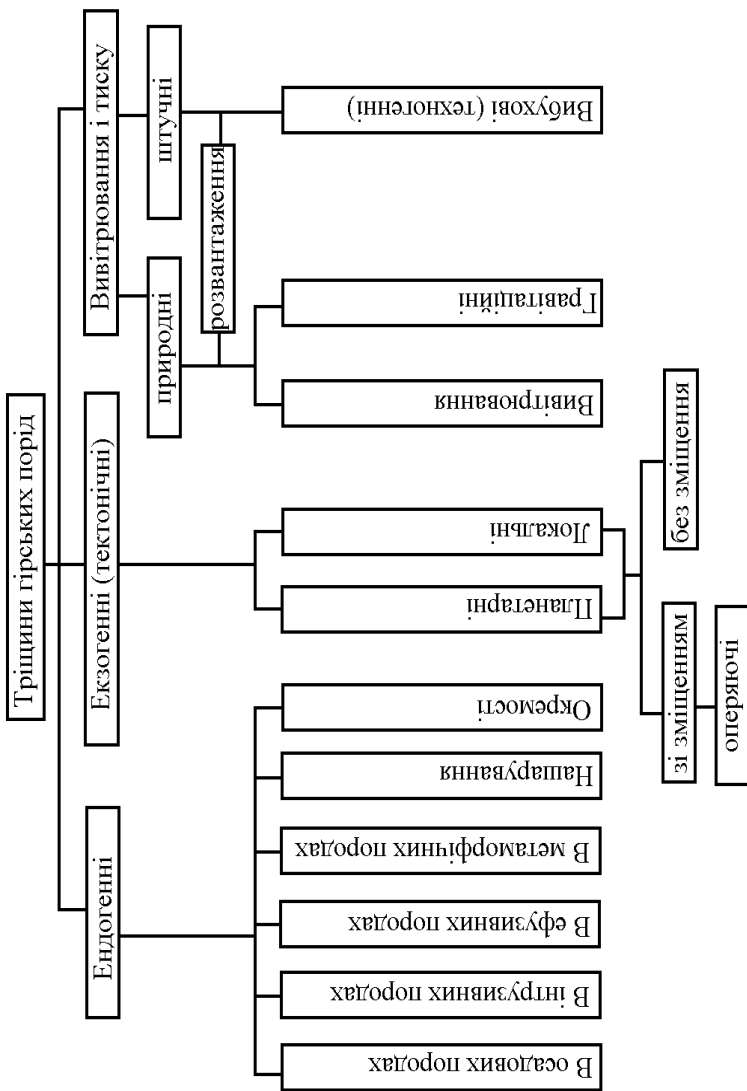 Тріщини гірських порід
Ендогенні
Екзогенні (тектонічні)
Вивітрювання і тиску
природні
штучні
розвантаження
В осадових породах
В інтрузивних породах
В ефузивних породах
В метаморфічних породах
Нашарування
Окремості
Планетарні
Локальні
Вивітрювання
Гравітаційні
Вибухові (техногенні)
зі зміщенням
без зміщення
оперяючі